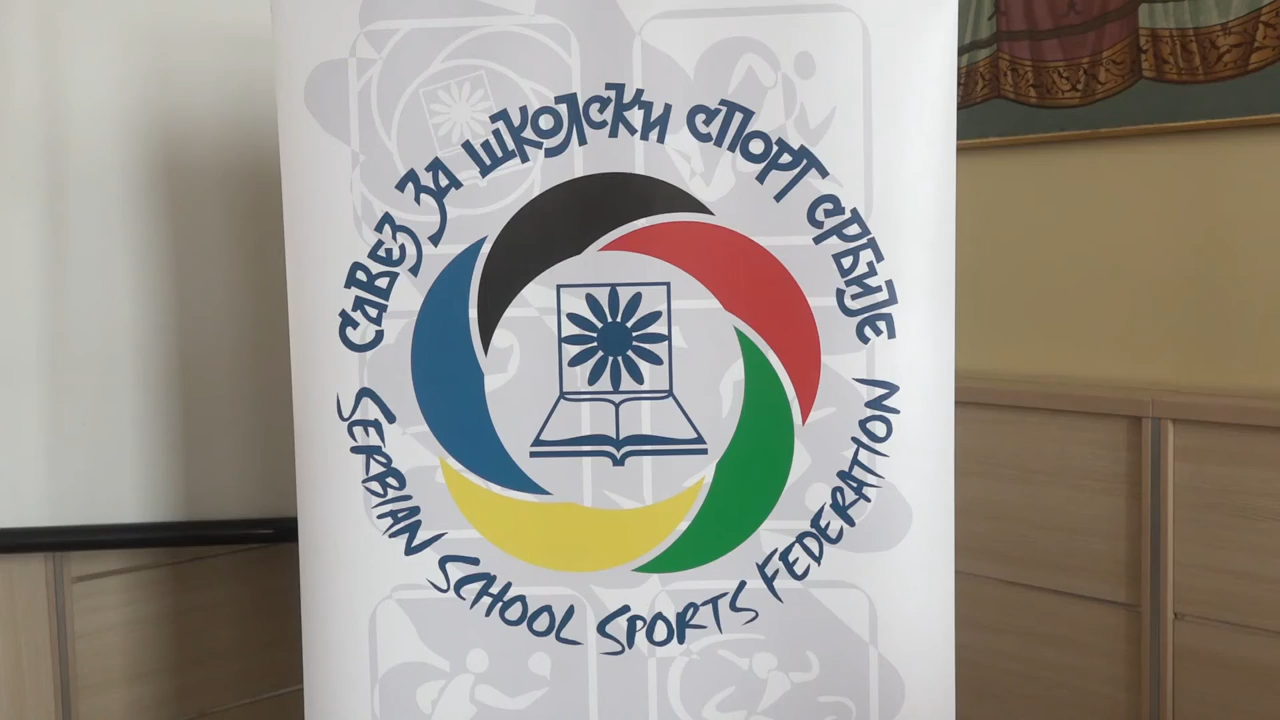 САВЕЗ ЗА ШКОЛСКИ СПОРТ СРБИЈЕ
SERBIAN SCHOOL SPORTS FEDERATION